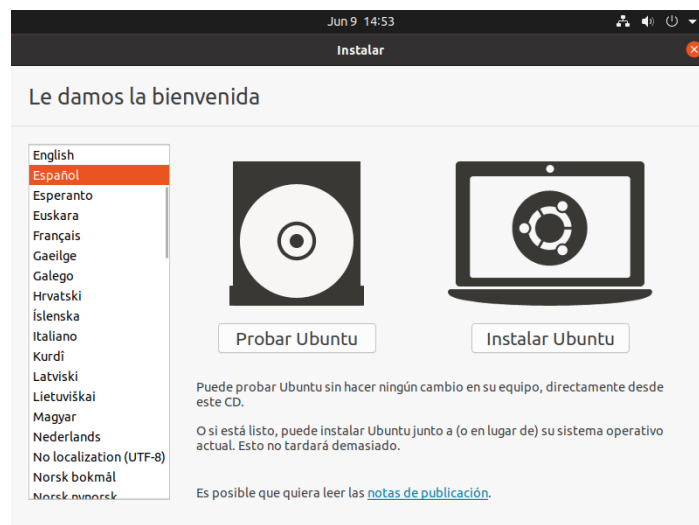 Jun 9 14:53
Instalar
Le damos la bienvenida
English
Español
Esperanto
Euskara
Français
Gaeilge
Galego
Hrvatski
Íslenska
Italiano
Kurdî
Latviski
Lietuviškai
Magyar
Nederlands
No localization (UTF-8)
Norsk bokmål
Norsk nynorsk
Probar Ubuntu
Instalar Ubuntu
Puede probar Ubuntu sin hacer ningún cambio en su equipo, directamente desde
este CD.
O si está listo, puede instalar Ubuntu junto a (o en lugar de) su sistema operativo
actual. Esto no tardará demasiado.
Es posible que quiera leer las notas de publicación.